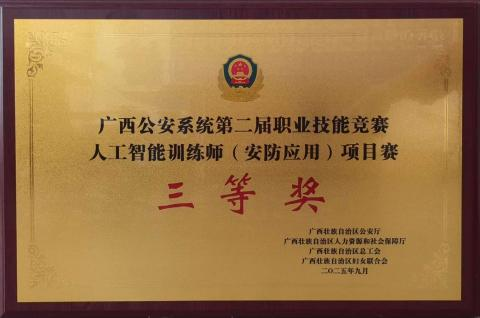 广西公安系统第二届职业技能竞赛
人工智能训练师（安防应用）项目赛
三等奖
广西壮族自治区公安厅
广西壮族自治区人力资源和社会保障厅
广西壮族自治区总工会
广西壮族自治区妇女联合会
二〇二五年九月